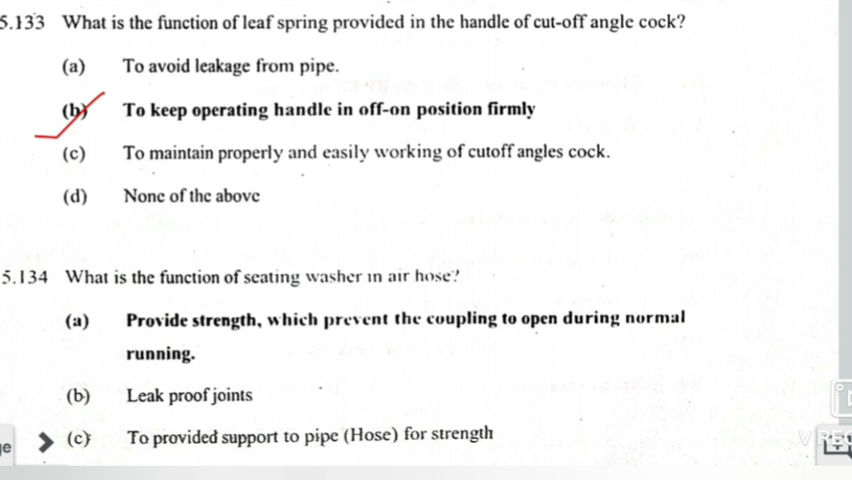 5.133 What is the function of leaf spring provided in the handle of cut-off angle cock?
(a) To avoid leakage from pipe.
(b) To keep operating handle in off-on position firmly
(c) To maintain properly and easily working of cutoff angles cock.
(d) None of the above
5.134 What is the function of seating washer in air hose?
(a) Provide strength, which prevent the coupling to open during normal
running.
(b) Leak proof joints
(c) To provided support to pipe (Hose) for strength